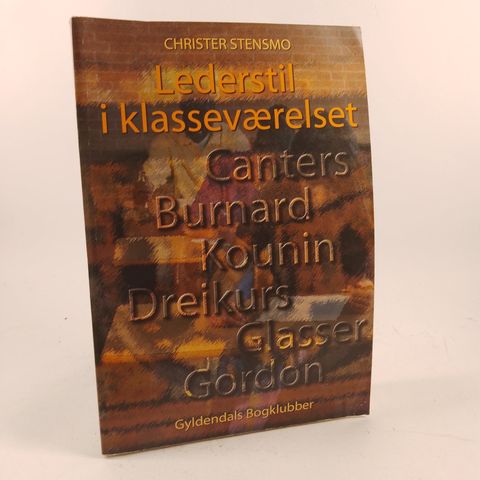 CHRISTER STENSMO
Lederstil
i klasseværelset
Canters
Burnard
Kounin
Dreikurs
Glasser
Gordon
Gyldendals Bogklubber